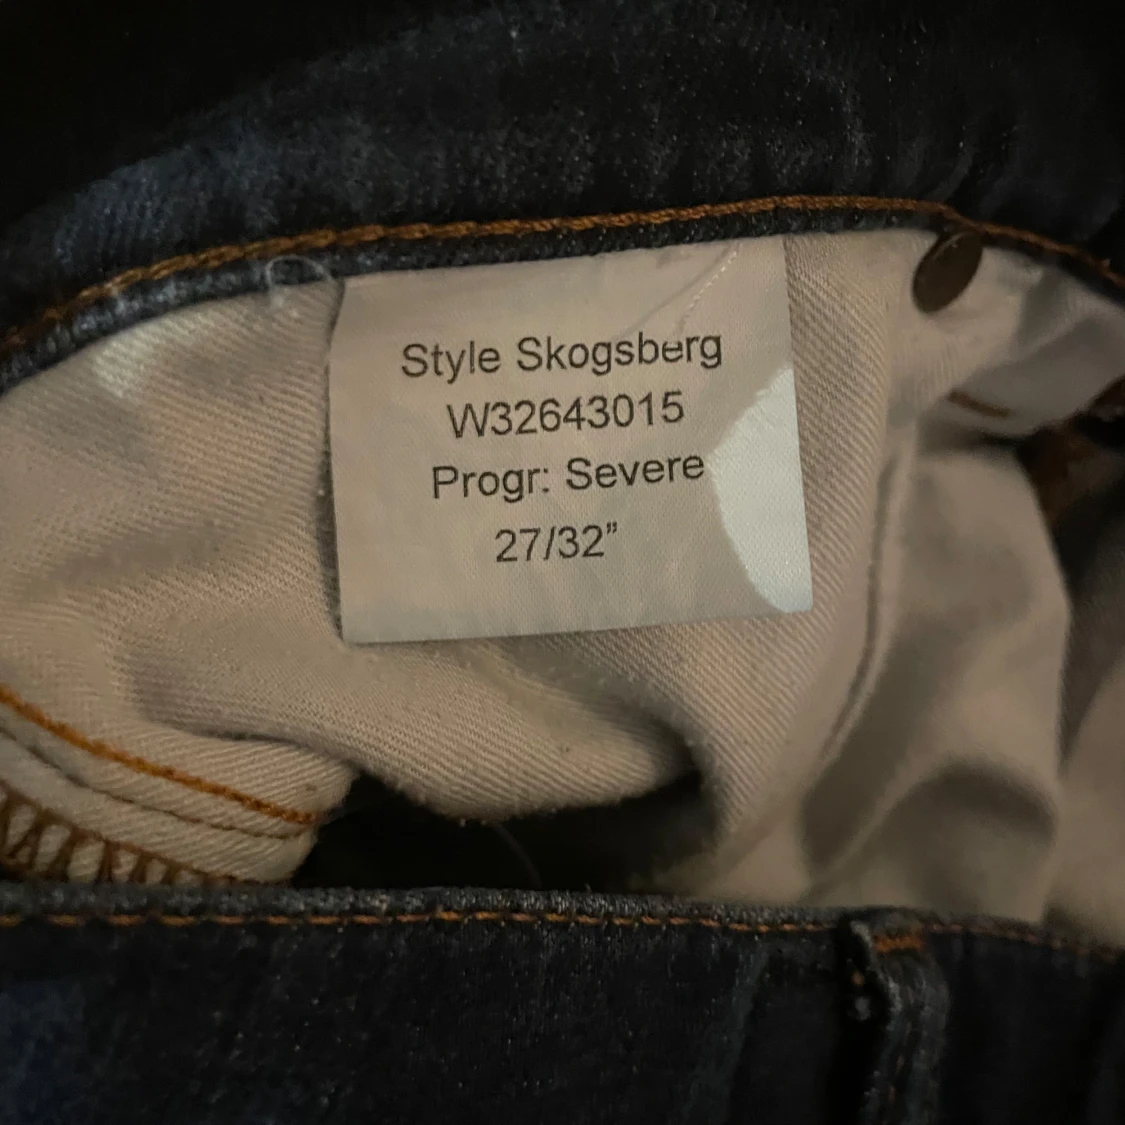 Style Skogsberg
W32643015
Progr: Severe
27/32”